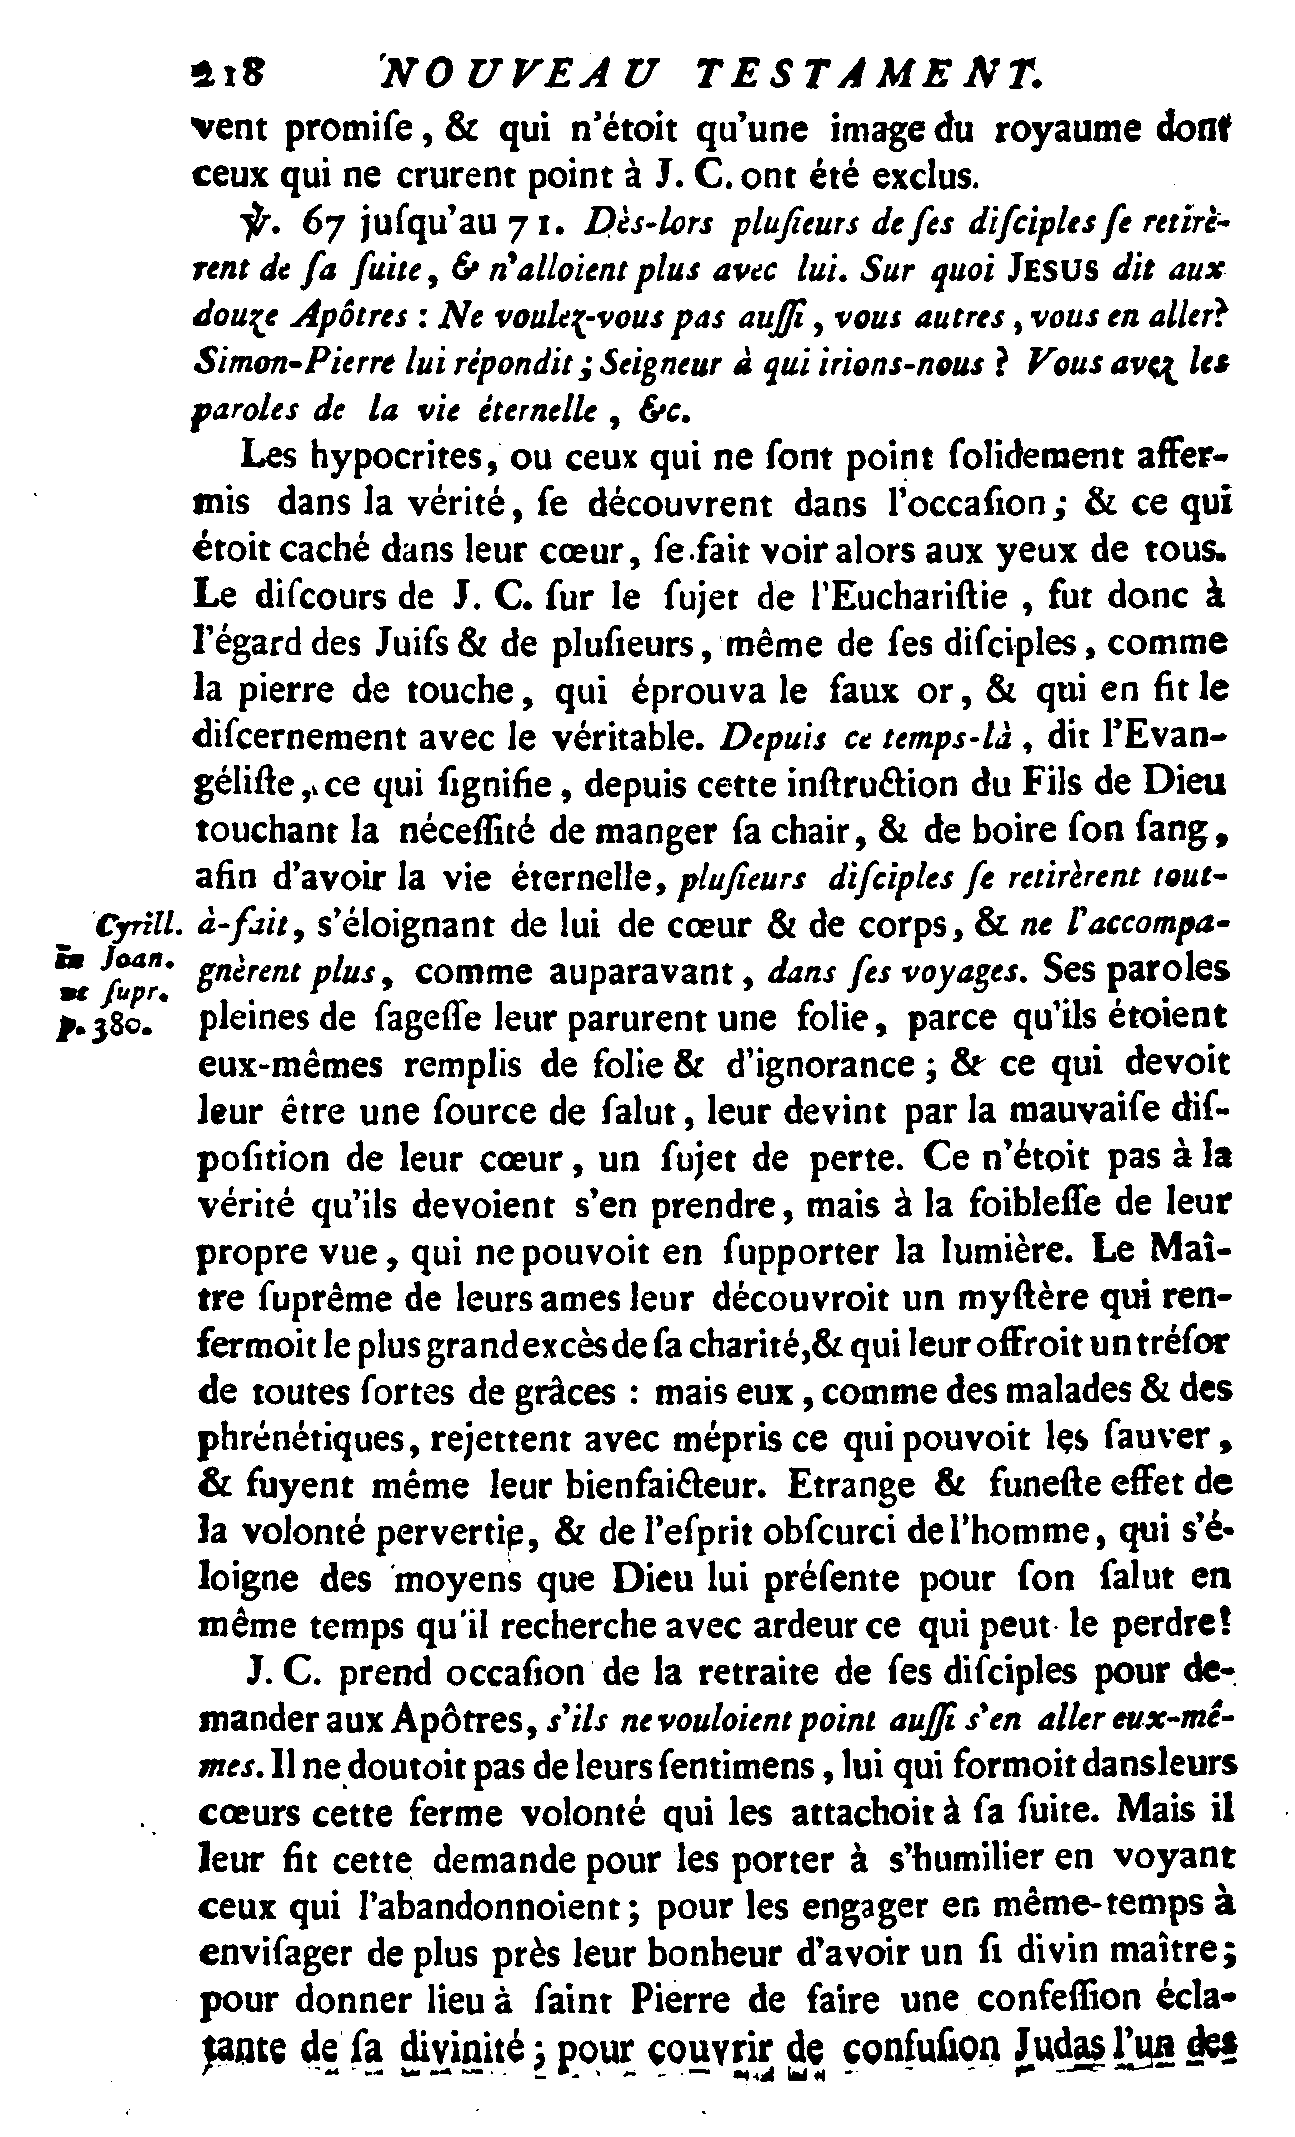 218 NOUVEAU TESTAMENT.
vent promiſe, & qui n'étoit qu'une image du royaume dont
ceux qui ne crurent point à J. C. ont été exclus.
℣. 67 juſqu'au 71. Dès-lors pluſieurs de ſes diſciples ſe retirè-
rent de ſa ſuite, & n'alloient plus avec lui. Sur quoi JESUS dit aux
douze Apôtres : Ne voulez-vous pas auſſi, vous autres, vous en aller?
Simon-Pierre lui répondit; Seigneur à qui irions-nous ? Vous avez les
paroles de la vie éternelle, &c.
Les hypocrites, ou ceux qui ne ſont point ſolidement affer-
mis dans la vérité, ſe découvrent dans l'occaſion; & ce qui
étoit caché dans leur cœur, ſe fait voir alors aux yeux de tous.
Le diſcours de J. C. ſur le ſujet de l'Euchariſtie, fut donc à
l'égard des Juifs & de pluſieurs, même de ſes diſciples, comme
la pierre de touche, qui éprouva le faux or, & qui en fit le
diſcernement avec le véritable. Depuis ce temps-là, dit l'Evan-
géliſte, ce qui ſignifie, depuis cette inſtruction du Fils de Dieu
touchant la néceſſité de manger ſa chair, & de boire ſon ſang,
afin d'avoir la vie éternelle, pluſieurs diſciples ſe retirèrent tout-
à-fait, s'éloignant de lui de cœur & de corps, & ne l'accompa-
gnèrent plus, comme auparavant, dans ſes voyages. Ses paroles
pleines de ſageſſe leur parurent une folie, parce qu'ils étoient
eux-mêmes remplis de folie & d'ignorance ; & ce qui devoit
leur être une ſource de ſalut, leur devint par la mauvaiſe diſ-
poſition de leur cœur, un ſujet de perte. Ce n'étoit pas à la
vérité qu'ils devoient s'en prendre, mais à la foibleſſe de leur
propre vue, qui ne pouvoit en ſupporter la lumière. Le Maî-
tre ſuprême de leurs ames leur découvroit un myſtère qui ren-
fermoit le plus grand excès de ſa charité, & qui leur offroit un tréſor
de toutes ſortes de grâces : mais eux, comme des malades & des
phrénétiques, rejettent avec mépris ce qui pouvoit les ſauver,
& fuyent même leur bienfaicteur. Etrange & funeſte effet de
la volonté pervertie, & de l'eſprit obſcurci de l'homme, qui s'é-
loigne des moyens que Dieu lui préſente pour ſon ſalut en
même temps qu'il recherche avec ardeur ce qui peut le perdre!
J. C. prend occaſion de la retraite de ſes diſciples pour de-
mander aux Apôtres, s'ils ne vouloient point auſſi s'en aller eux-mê-
mes. Il ne doutoit pas de leurs ſentimens, lui qui formoit dans leurs
cœurs cette ferme volonté qui les attachoit à ſa ſuite. Mais il
leur fit cette demande pour les porter à s'humilier en voyant
ceux qui l'abandonnoient; pour les engager en même-temps à
enviſager de plus près leur bonheur d'avoir un ſi divin maître;
pour donner lieu à ſaint Pierre de faire une confeſſion écla-
tante de ſa divinité; pour couvrir de confuſion Judas l'un des
Cyrill.
in Joan.
ut ſupr.
p. 380.